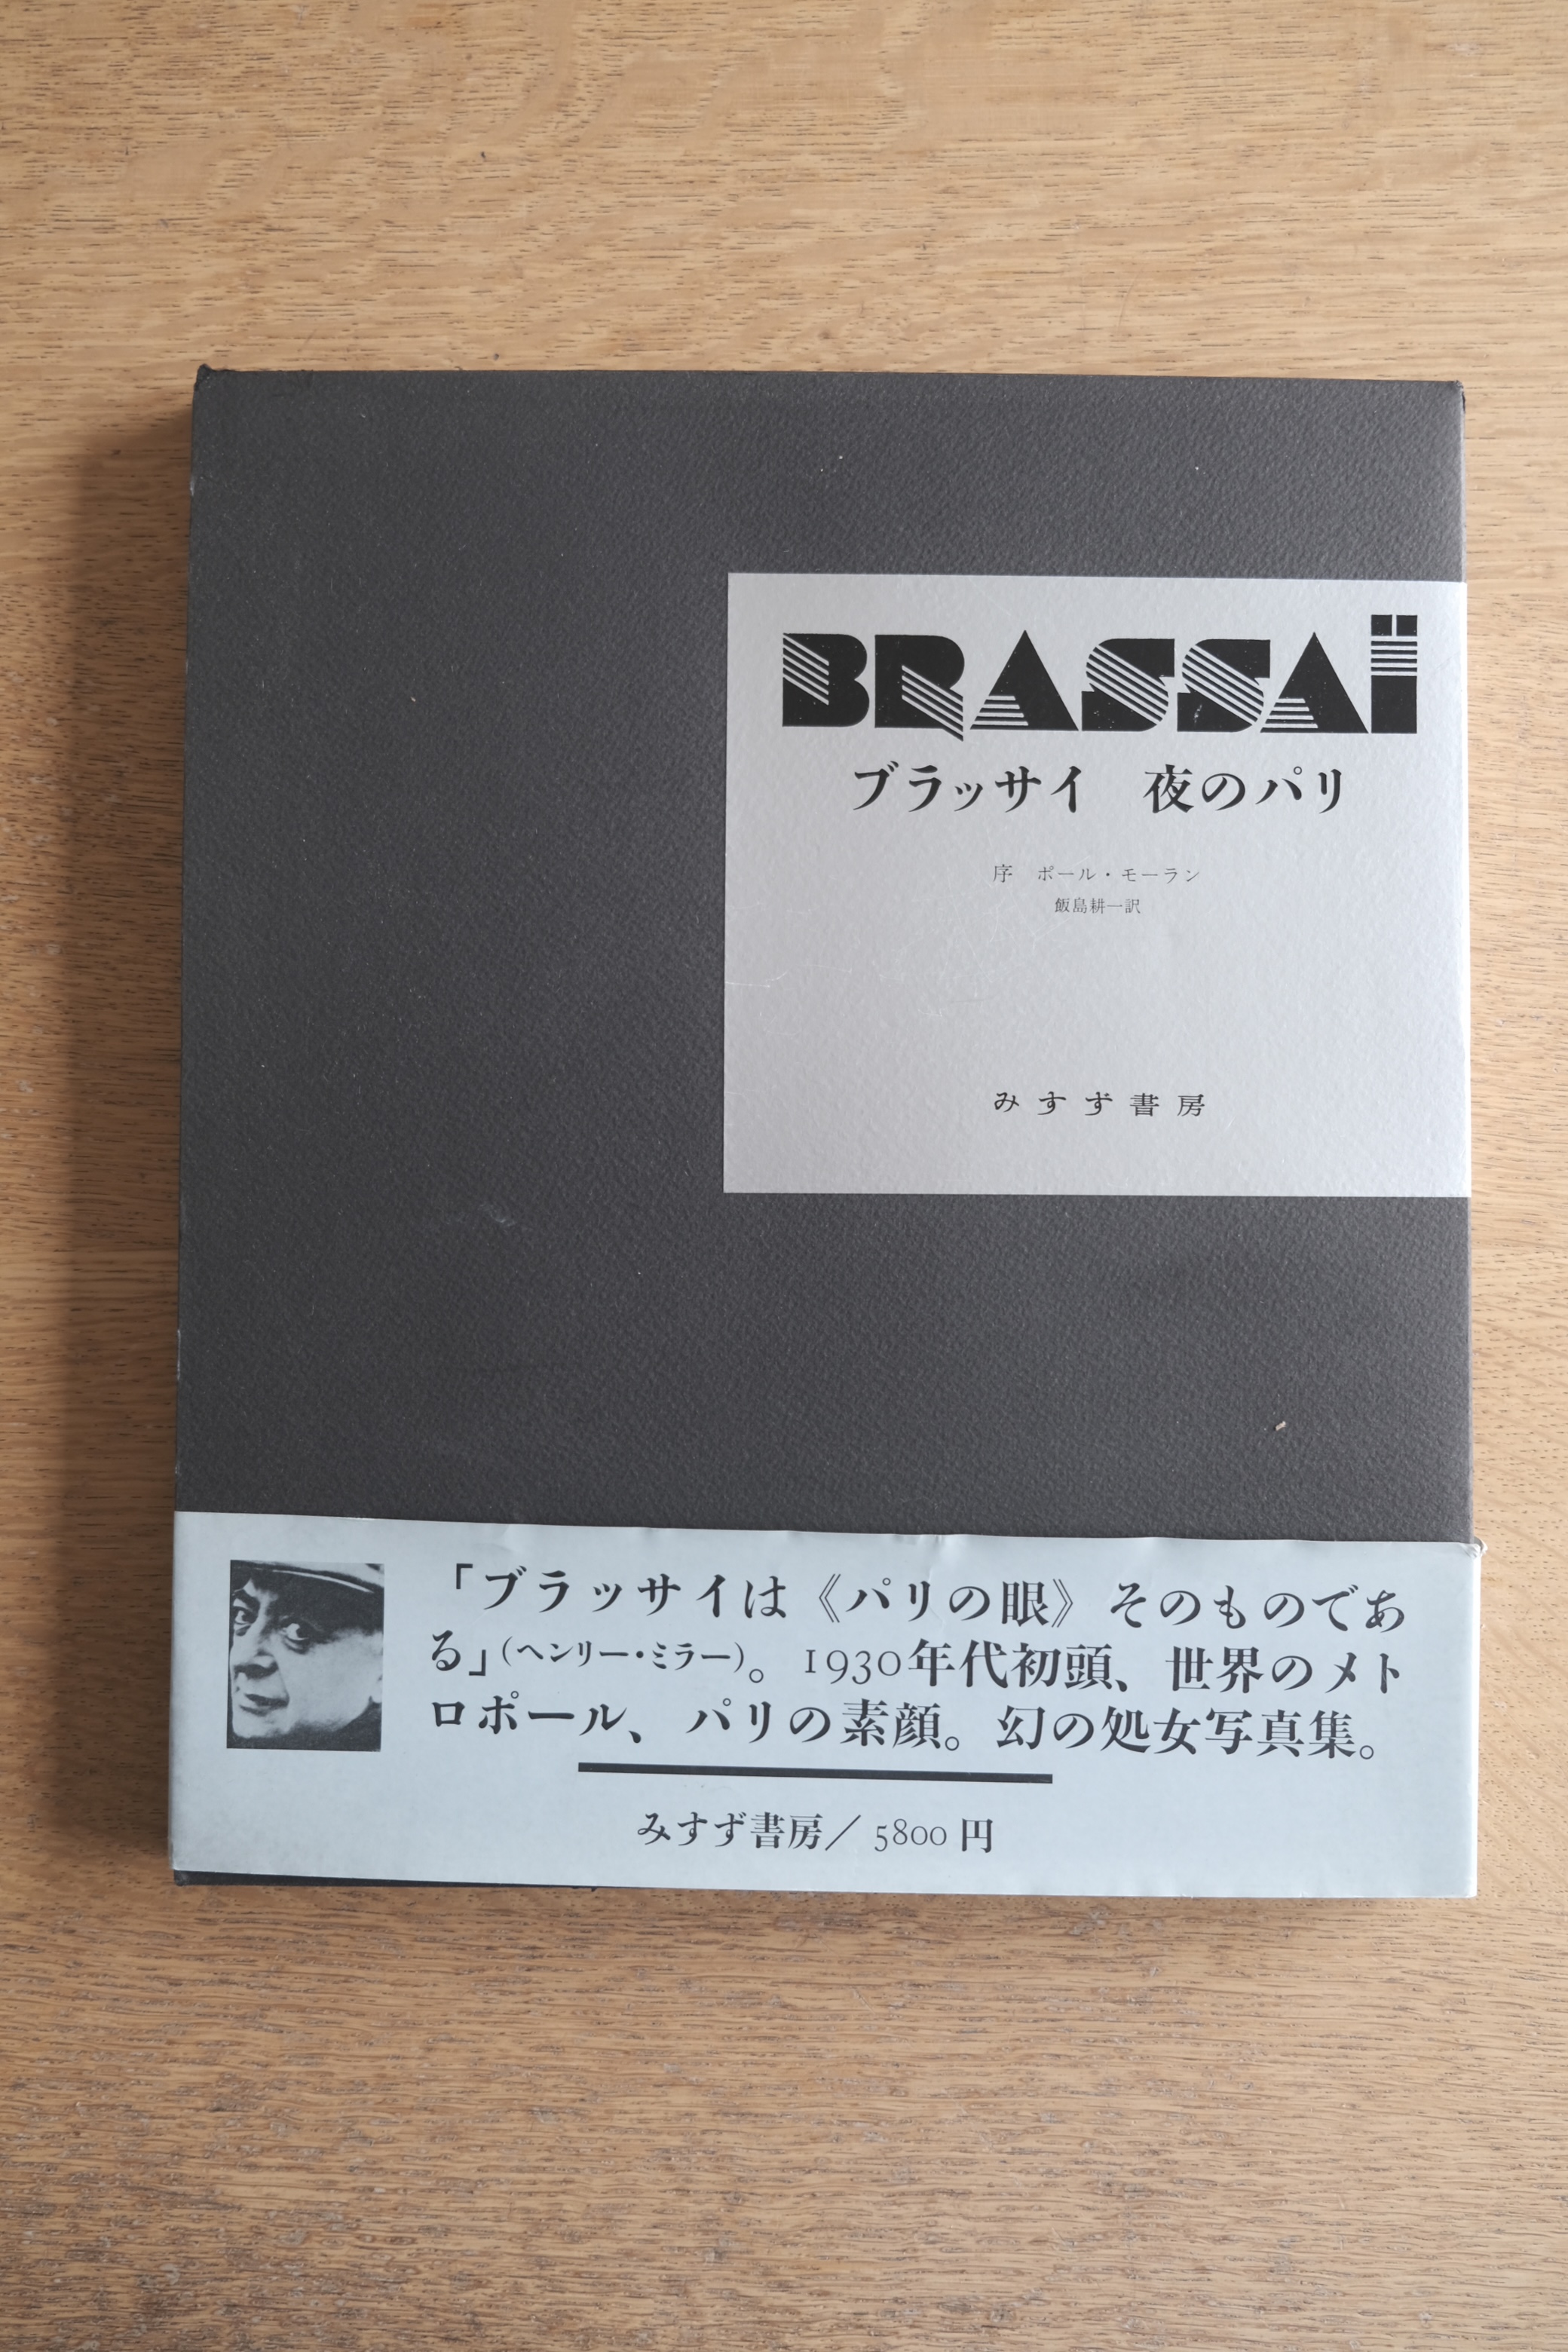 BRASSAÏ
ブラッサイ　夜のパリ
序　ポール・モーラン
飯島耕一訳
みすず書房
「ブラッサイは《パリの眼》そのものであ
る」(ヘンリー・ミラー)。1930年代初頭、世界のメト
ロポール、パリの素顔。幻の処女写真集。
みすず書房／5800円